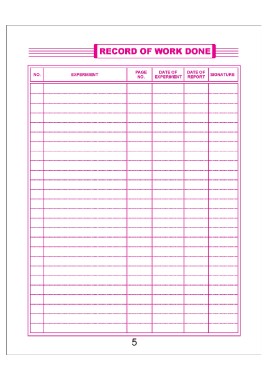 RECORD OF WORK DONE
NO. EXPERIMENT PAGE NO. DATE OF EXPERIMENT DATE OF REPORT SIGNATURE
5